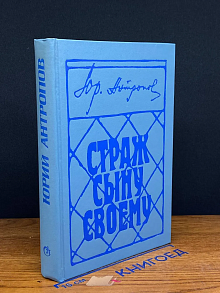 Юр. Антропов
СТРАЖ
СЫНУ
СВОЕМУ
ЮРИЙ АНТРОПОВ
КНИГОЕД